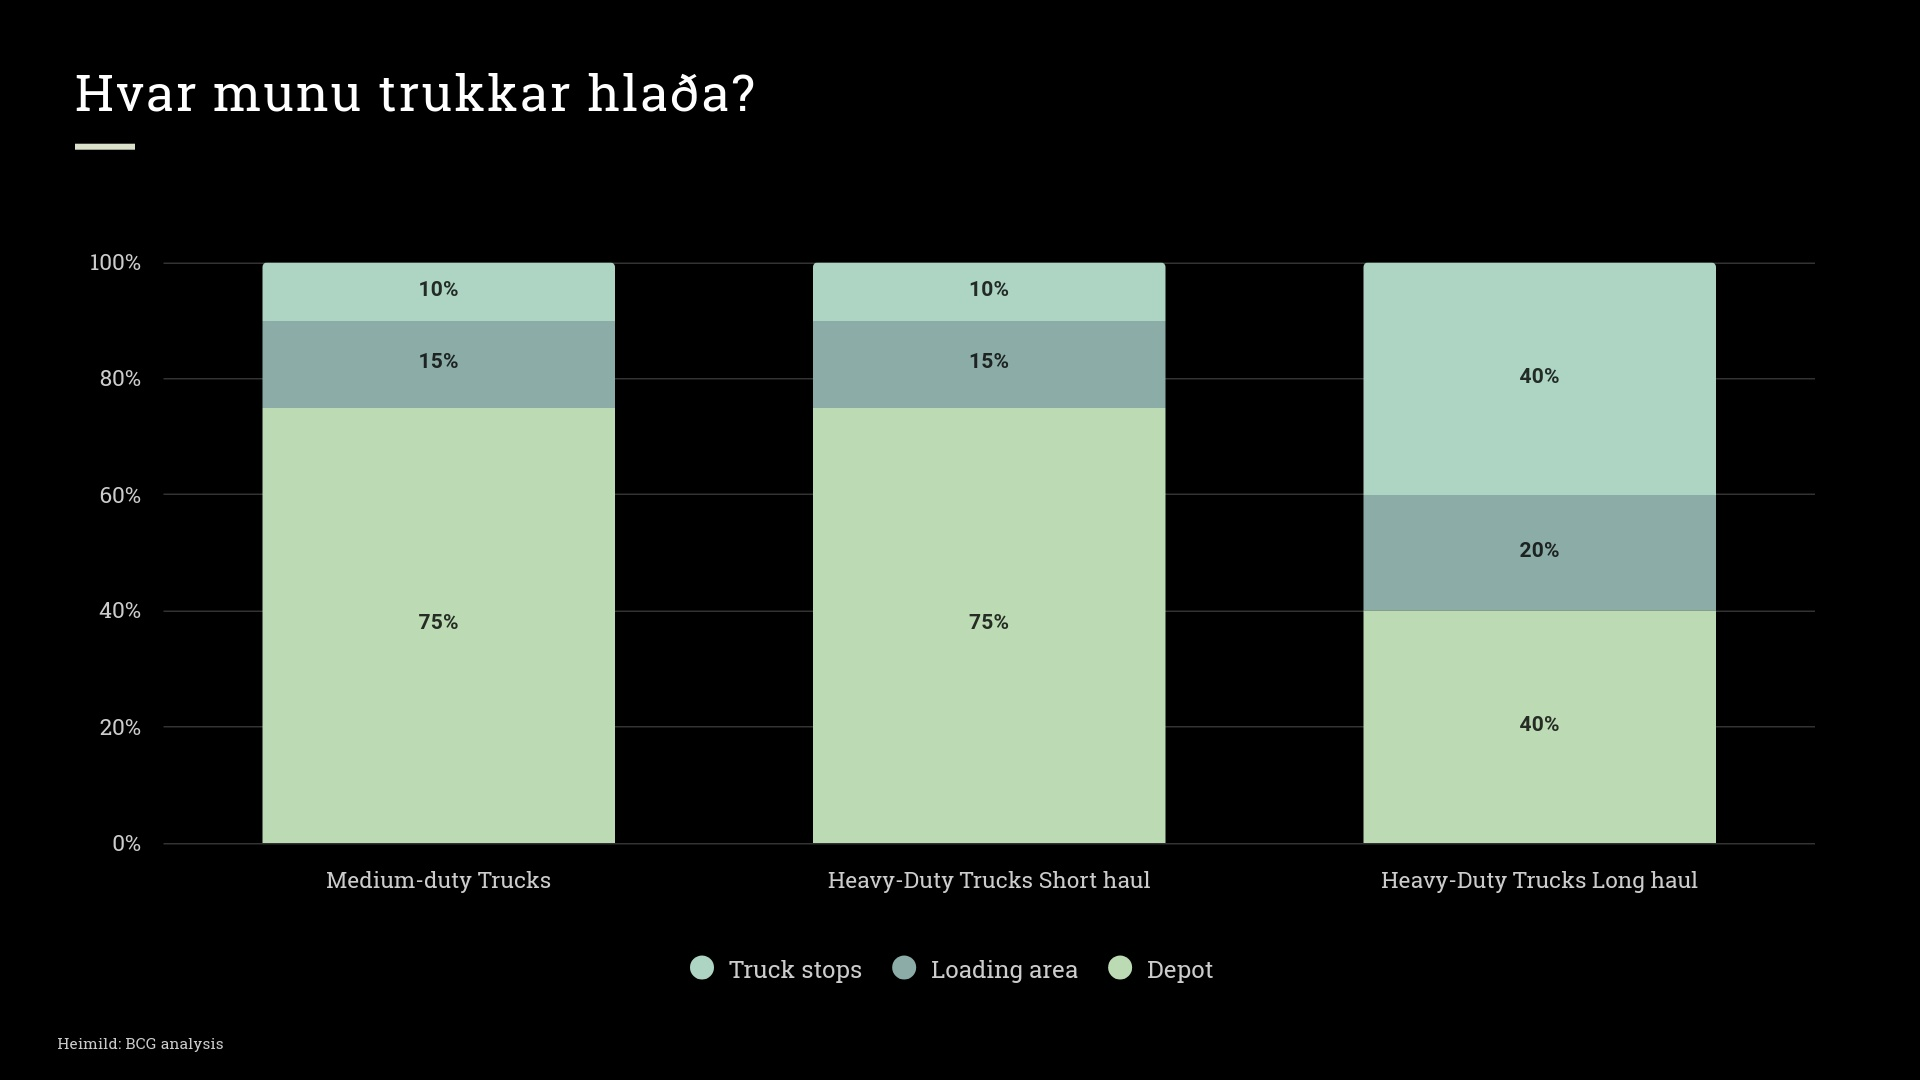 Hvar munu trukkar hlaða?
100%
80%
60%
40%
20%
0%
10%
15%
75%
10%
15%
75%
40%
20%
40%
Medium-duty Trucks
Heavy-Duty Trucks Short haul
Heavy-Duty Trucks Long haul
Truck stops
Loading area
Depot
Heimild: BCG analysis